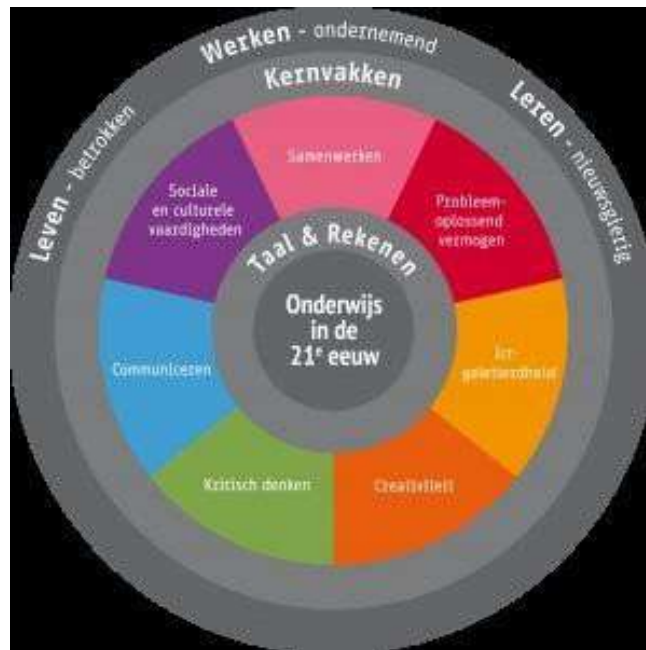 Werken - ondernemend
Kernvakken
Leren - nieuwsgierig
Leven - betrokken
Samenwerken
Sociale
en culturele
vaardigheden
Probleem-
oplossend
vermogen
Taal & Rekenen
Onderwijs
in de
21e eeuw
Communiceren
Ict-
geletterdheid
Kritisch denken
Creativiteit